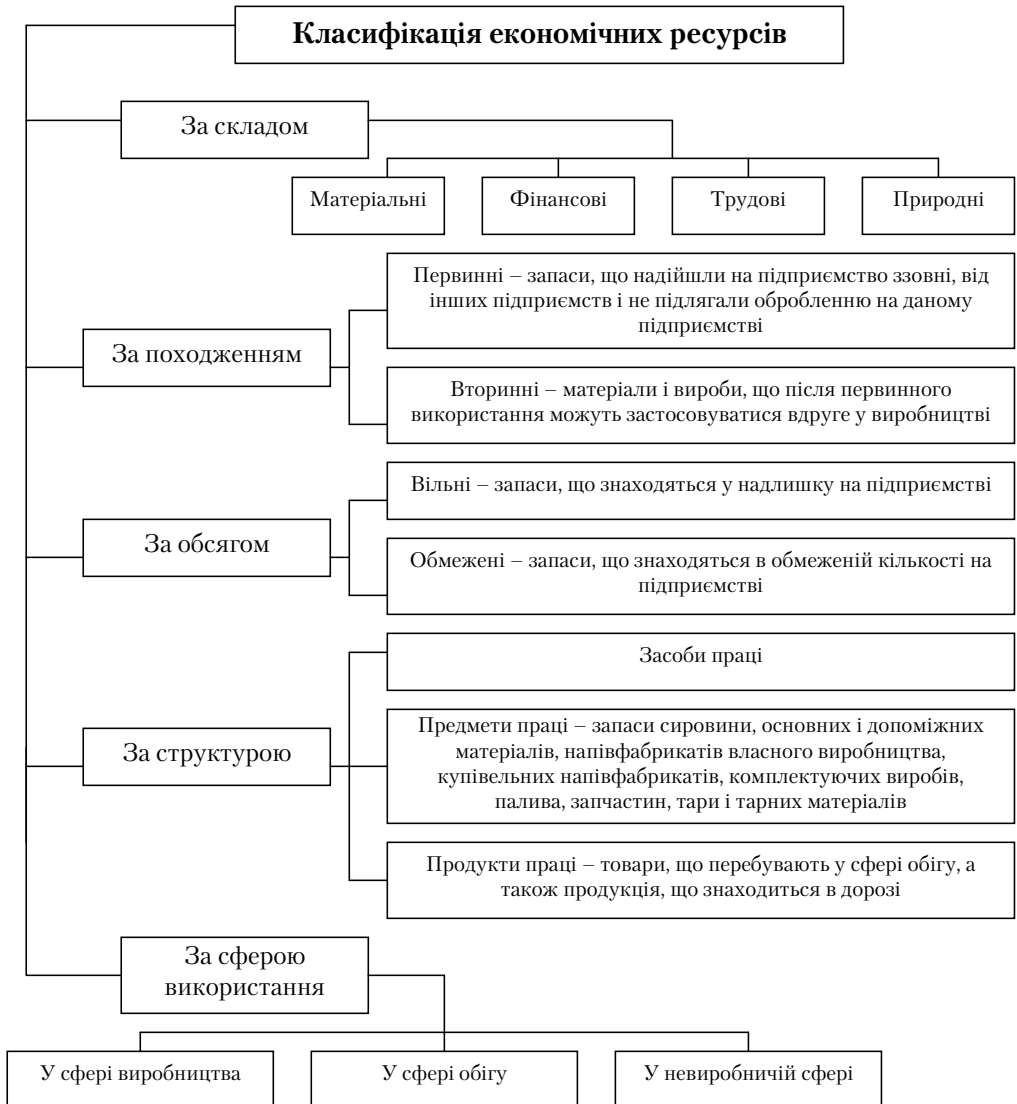 Класифікація економічних ресурсів
За складом
Матеріальні
Фінансові
Трудові
Природні
Первинні – запаси, що надійшли на підприємство ззовні, від
інших підприємств і не підлягали обробленню на даному
підприємстві
За походженням
Вторинні – матеріали і вироби, що після первинного
використання можуть застосовуватися вдруге у виробництві
Вільні – запаси, що знаходяться у надлишку на підприємстві
За обсягом
Обмежені – запаси, що знаходяться в обмеженій кількості на
підприємстві
Засоби праці
За структурою
Предмети праці – запаси сировини, основних і допоміжних
матеріалів, напівфабрикатів власного виробництва,
купівельних напівфабрикатів, комплектуючих виробів,
палива, запчастин, тари і тарних матеріалів
Продукти праці – товари, що перебувають у сфері обігу, а
також продукція, що знаходиться в дорозі
За сферою
використання
У сфері виробництва
У сфері обігу
У невиробничій сфері